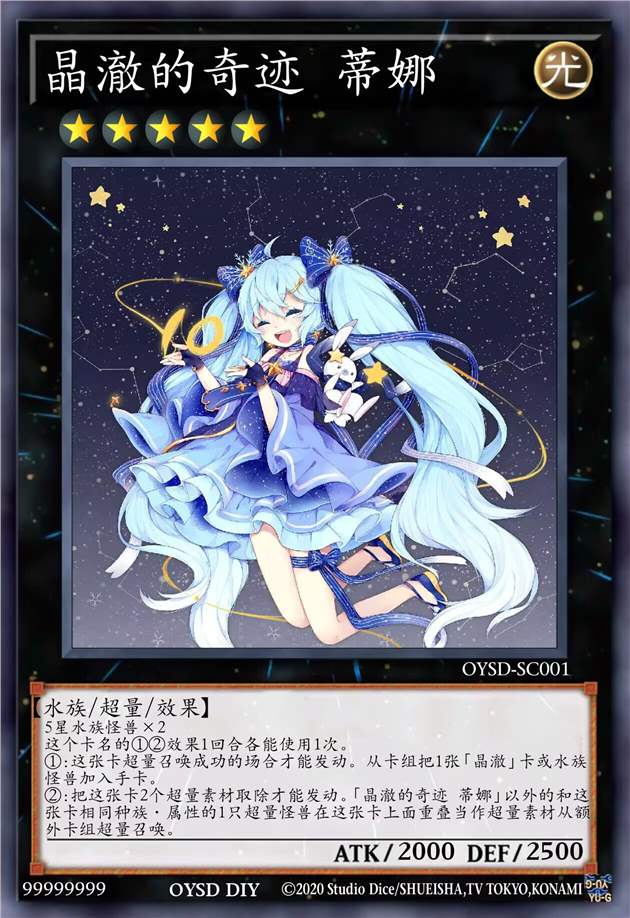 晶澈的奇迹 蒂娜
光
10
OYSD-SC001
【水族/超量/效果】
5星水族怪兽×2
这个卡名的①②效果1回合各能使用1次。
①:这张卡超量召唤成功的场合才能发动。从卡组把1张「晶澈」卡或水族
怪兽加入手卡。
②:把这张卡2个超量素材取除才能发动。「晶澈的奇迹 蒂娜」以外的和这
张卡相同种族·属性的1只超量怪兽在这张卡上面重叠当作超量素材从额
外卡组超量召唤。
ATK/2000 DEF/2500
99999999 OYSD DIY ©2020 Studio Dice/SHUEISHA,TV TOKYO,KONAMI